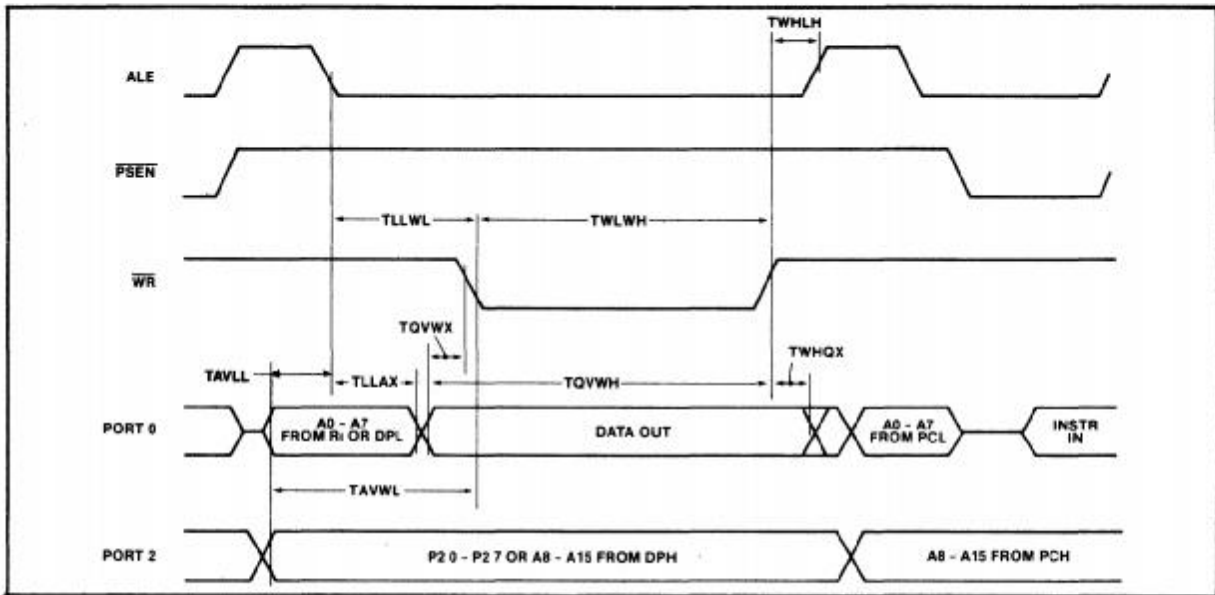 TWHLH
ALE
PSEN
TLLWL
TWLWH
WR
TQVWX
TWHQX
TAVLL
TLLAX
TQVWH
PORT 0
A0 - A7
FROM Ri OR DPL
DATA OUT
A0 - A7
FROM PCL
INSTR
IN
TAVWL
PORT 2
P2 0 - P2 7 OR A8 - A15 FROM DPH
A8 - A15 FROM PCH